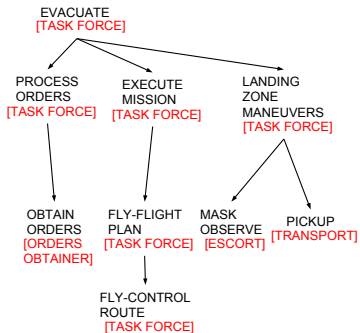 EVACUATE
[TASK FORCE]
PROCESS
ORDERS
[TASK FORCE]
EXECUTE
MISSION
[TASK FORCE]
LANDING
ZONE
MANEUVERS
[TASK FORCE]
OBTAIN
ORDERS
[ORDERS
OBTAINER]
FLY-FLIGHT
PLAN
[TASK FORCE]
MASK
OBSERVE
[ESCORT]
PICKUP
[TRANSPORT]
FLY-CONTROL
ROUTE
[TASK FORCE]